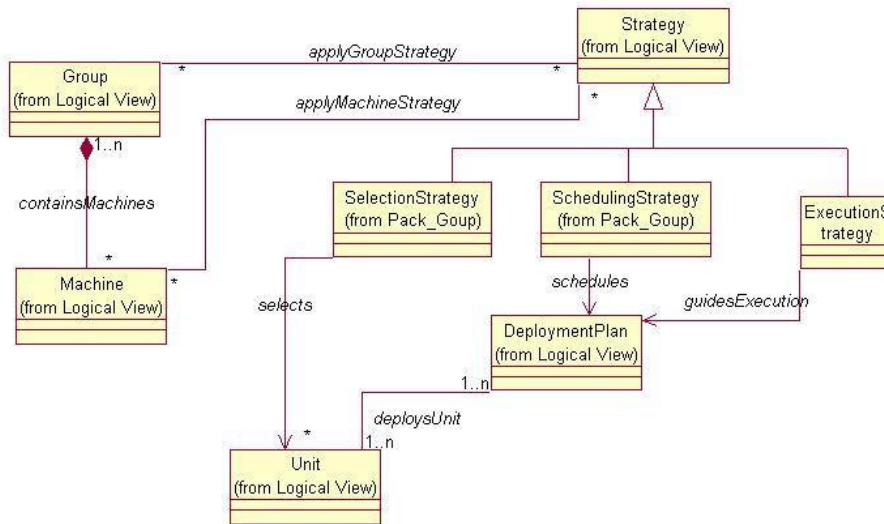 Strategy
(from Logical View)
applyGroupStrategy
*
*
Group
(from Logical View)
applyMachineStrategy
*
1..n
containsMachines
SelectionStrategy
(from Pack_Goup)
SchedulingStrategy
(from Pack_Goup)
ExecutionS
trategy
*
Machine
(from Logical View)
*
selects
schedules
guidesExecution
DeploymentPlan
(from Logical View)
1..n
deploysUnit
*
1..n
Unit
(from Logical View)